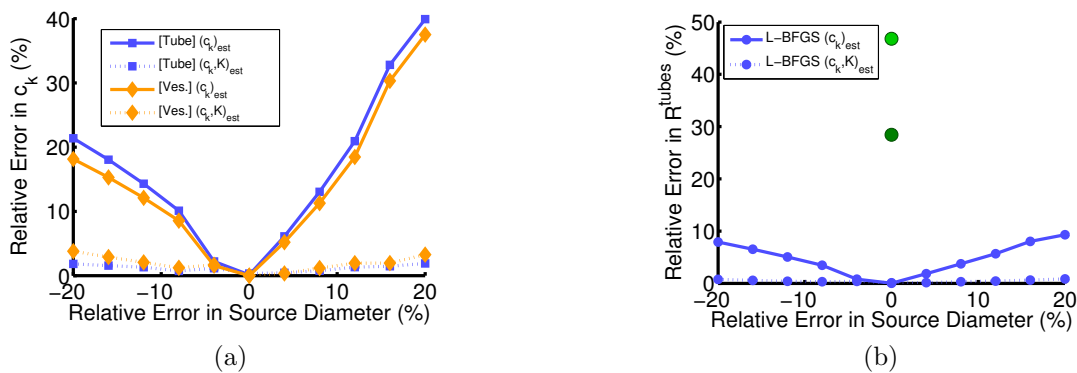 40
30
20
10
0
Relative Error in c_k (%)
[Tube] (c_k)_est
[Tube] (c_k,K)_est
[Ves.] (c_k)_est
[Ves.] (c_k,K)_est
−20 −10 0 10 20
Relative Error in Source Diameter (%)
(a)
50
40
30
20
10
0
Relative Error in R^tubes (%)
L−BFGS (c_k)_est
L−BFGS (c_k,K)_est
−20 −10 0 10 20
Relative Error in Source Diameter (%)
(b)